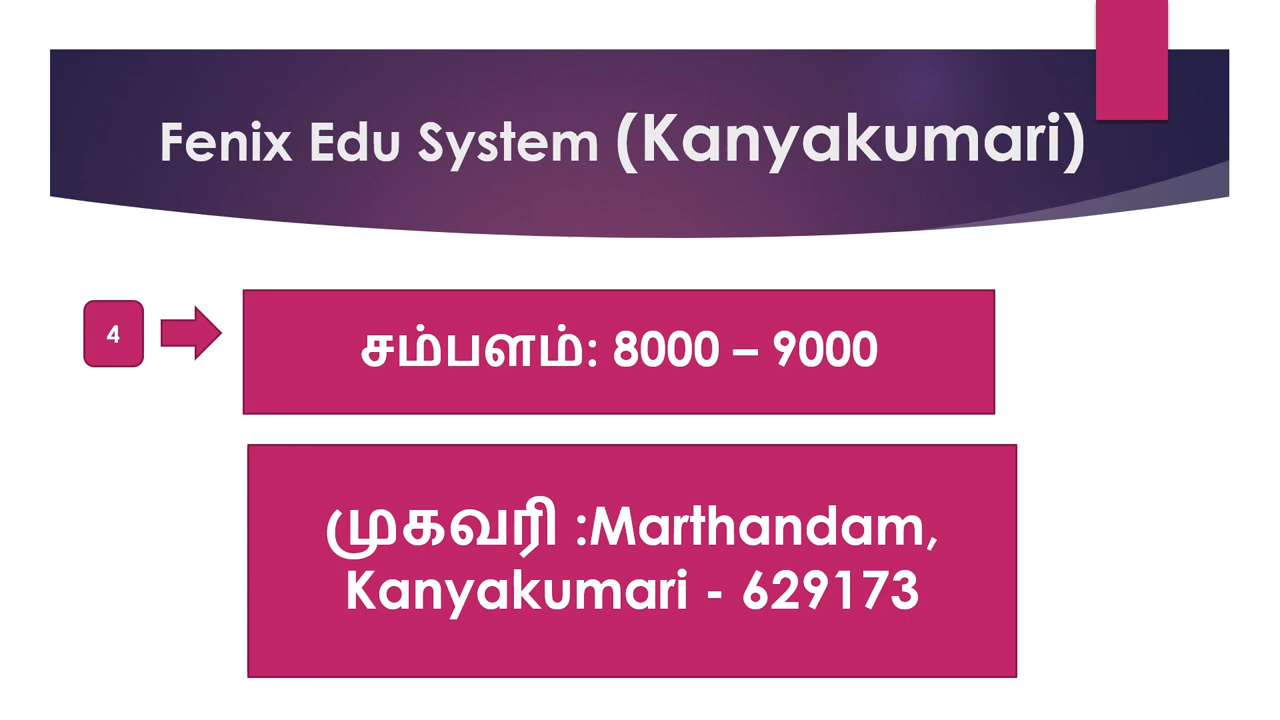 Fenix Edu System (Kanyakumari)
4
சம்பளம்: 8000 – 9000
முகவரி :Marthandam,
Kanyakumari - 629173